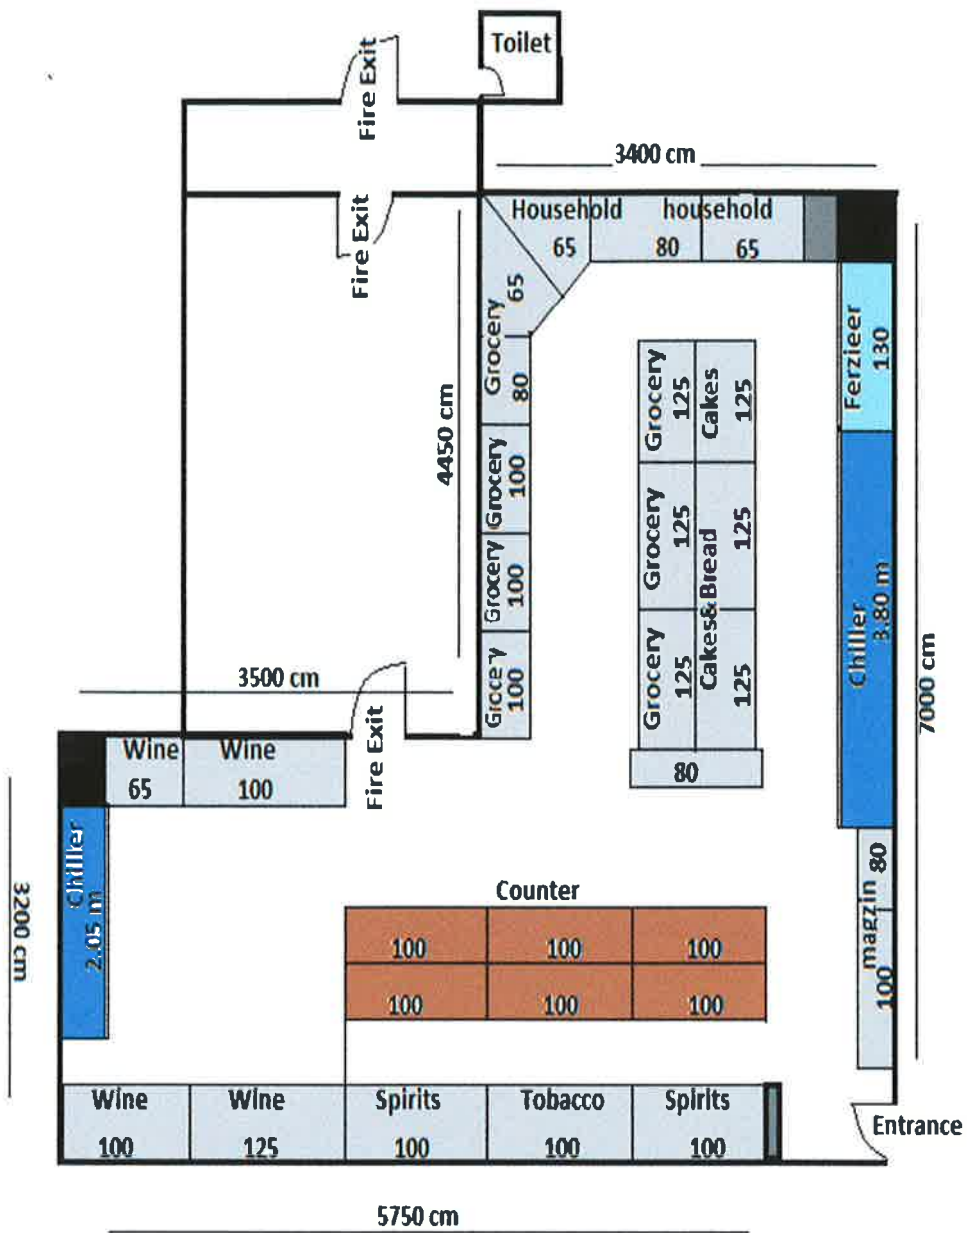 Toilet
Fire Exit
3400 cm
Household household
65 80 65
Fire Exit
65
Grocery
80
Ferzieer
130
4450 cm
Grocery
125
Cakes
125
Grocery
100
Grocery
125
Cakes&Bread
125
Grocery
100
Chiller
3.80 m
Grocery
100
Grocery
125
125
7000 cm
3500 cm
Fire Exit
Wine Wine
65 100
80
Chiller
2.05 m
3200 cm
Counter
100 100 100
100 100 100
80
magzin
100
Wine Wine Spirits Tobacco Spirits
100 125 100 100 100
Entrance
5750 cm